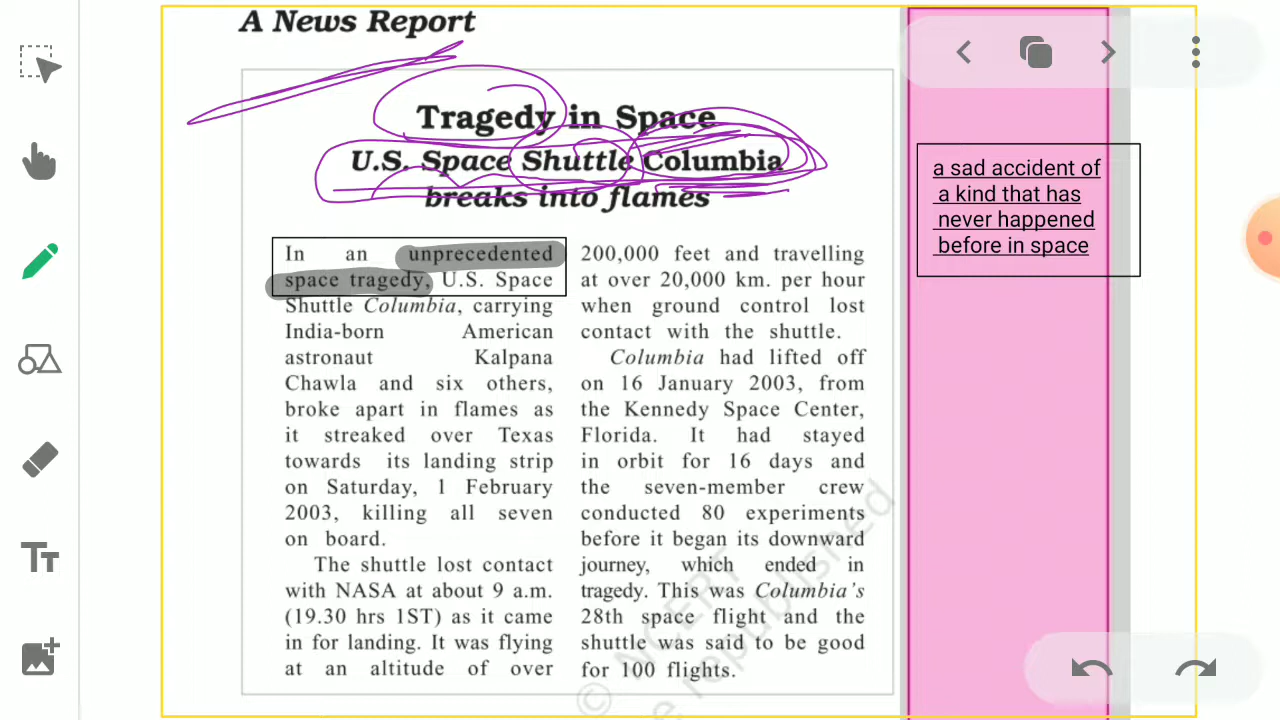 A News Report
Tragedy in Space
U.S. Space Shuttle Columbia
breaks into flames
In an unprecedented
space tragedy, U.S. Space
Shuttle Columbia, carrying
India-born American
astronaut Kalpana
Chawla and six others,
broke apart in flames as
it streaked over Texas
towards its landing strip
on Saturday, 1 February
2003, killing all seven
on board.
The shuttle lost contact
with NASA at about 9 a.m.
(19.30 hrs 1ST) as it came
in for landing. It was flying
at an altitude of over
200,000 feet and travelling
at over 20,000 km. per hour
when ground control lost
contact with the shuttle.
Columbia had lifted off
on 16 January 2003, from
the Kennedy Space Center,
Florida. It had stayed
in orbit for 16 days and
the seven-member crew
conducted 80 experiments
before it began its downward
journey, which ended in
tragedy. This was Columbia's
28th space flight and the
shuttle was said to be good
for 100 flights.
a sad accident of
a kind that has
never happened
before in space
TT
© NCERT
e republished